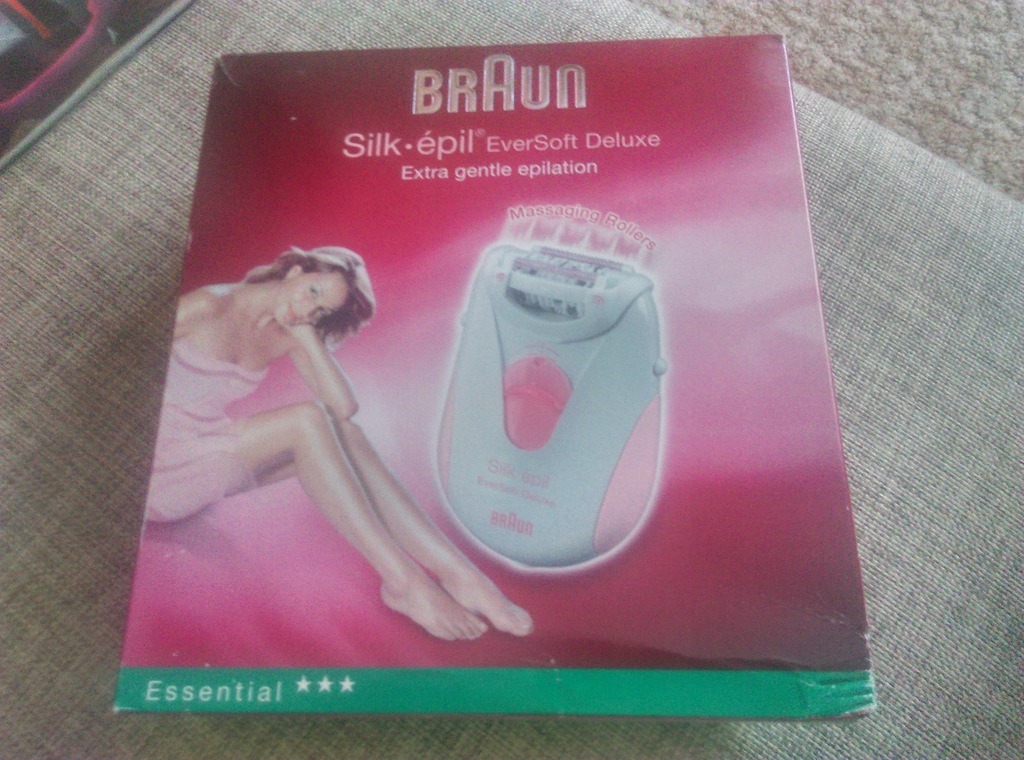 BRAUN
Silk·épil® EverSoft Deluxe
Extra gentle epilation
Massaging Rollers
Silk·épil
EverSoft Deluxe
BRAUN
Essential ★★★